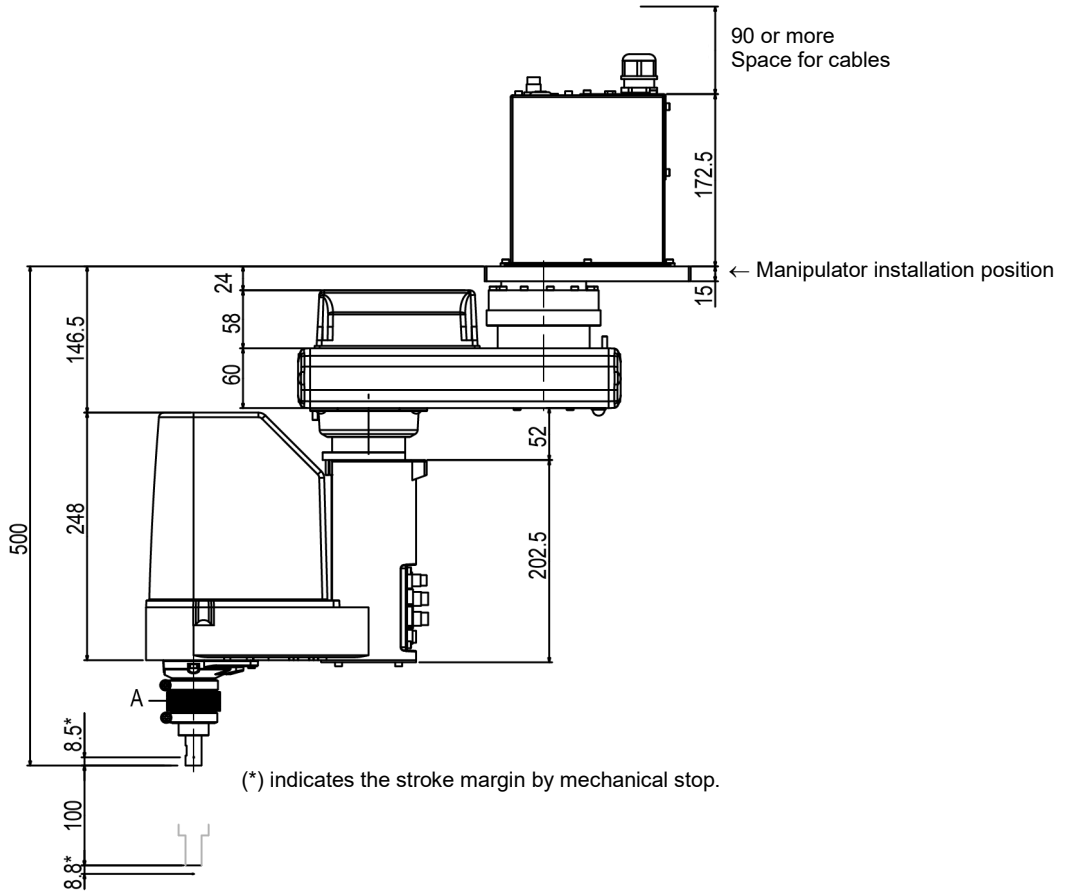 90 or more
Space for cables
172.5
← Manipulator installation position
15
24
58
146.5
60
52
248
500
202.5
A
8.5*
(*) indicates the stroke margin by mechanical stop.
100
8.8*